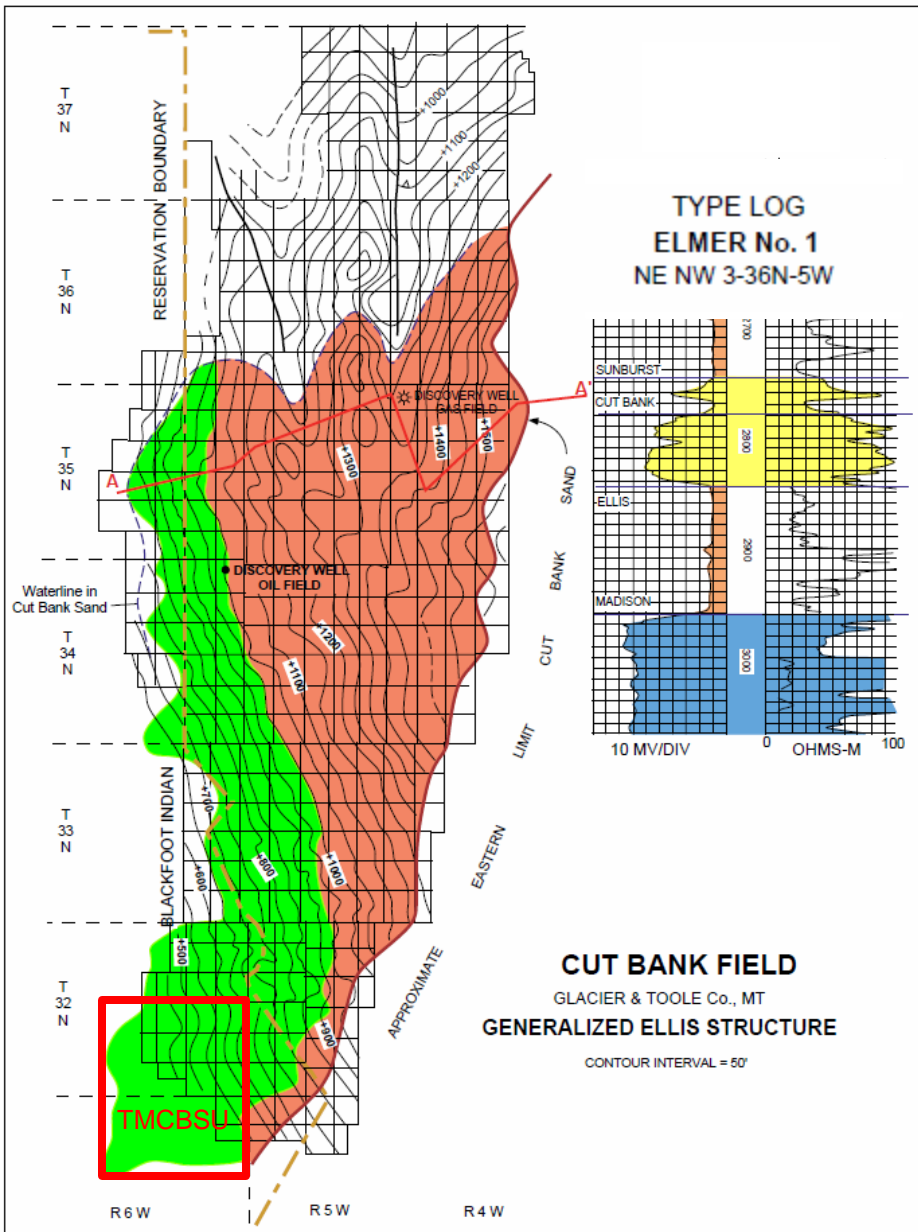 T
37
N
RESERVATION BOUNDARY
T
36
N
T
35
N
Waterline in
Cut Bank Sand
T
34
N
BLACKFOOT INDIAN
T
33
N
T
32
N
+1000
+1100
+1200
A
A'
DISCOVERY WELL
GAS FIELD
+1300
+1400
+1500
DISCOVERY WELL
OIL FIELD
+1200
+1100
+700
+600
+800
+1000
+500
+900
TMCBSU
R 6 W
R 5 W
R 4 W
APPROXIMATE
EASTERN
LIMIT
CUT
BANK
SAND
TYPE LOG
ELMER No. 1
NE NW 3-36N-5W
2700
SUNBURST
CUT BANK
2800
ELLIS
2900
MADISON
3000
10 MV/DIV
0
OHMS-M
100
CUT BANK FIELD
GLACIER & TOOLE Co., MT
GENERALIZED ELLIS STRUCTURE
CONTOUR INTERVAL = 50'